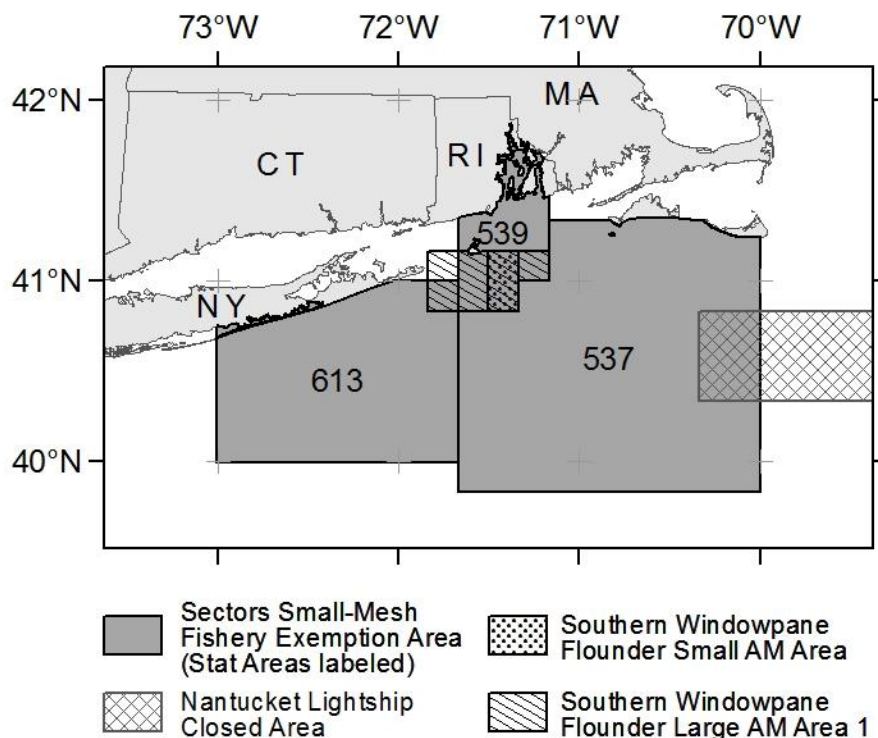 73°W 72°W 71°W 70°W
42°N
MA
CT
RI
539
41°N
NY
537
613
40°N
Sectors Small-Mesh
Fishery Exemption Area
(Stat Areas labeled)
Southern Windowpane
Flounder Small AM Area
Nantucket Lightship
Closed Area
Southern Windowpane
Flounder Large AM Area 1